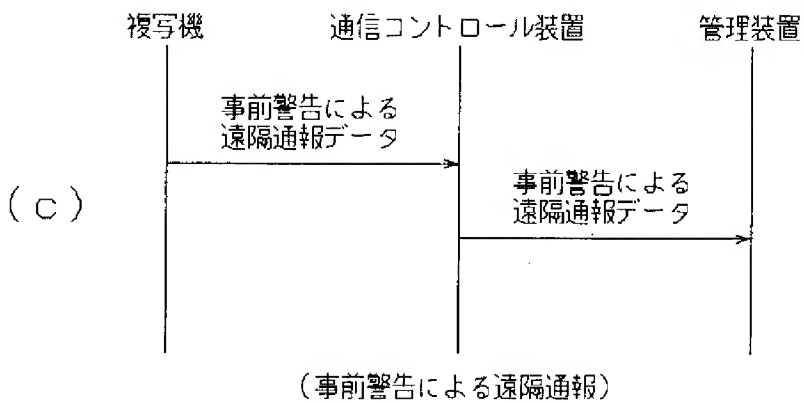 複写機 通信コントロール装置 管理装置
事前警告による
遠隔通報データ
事前警告による
遠隔通報データ
(c)
(事前警告による遠隔通報)